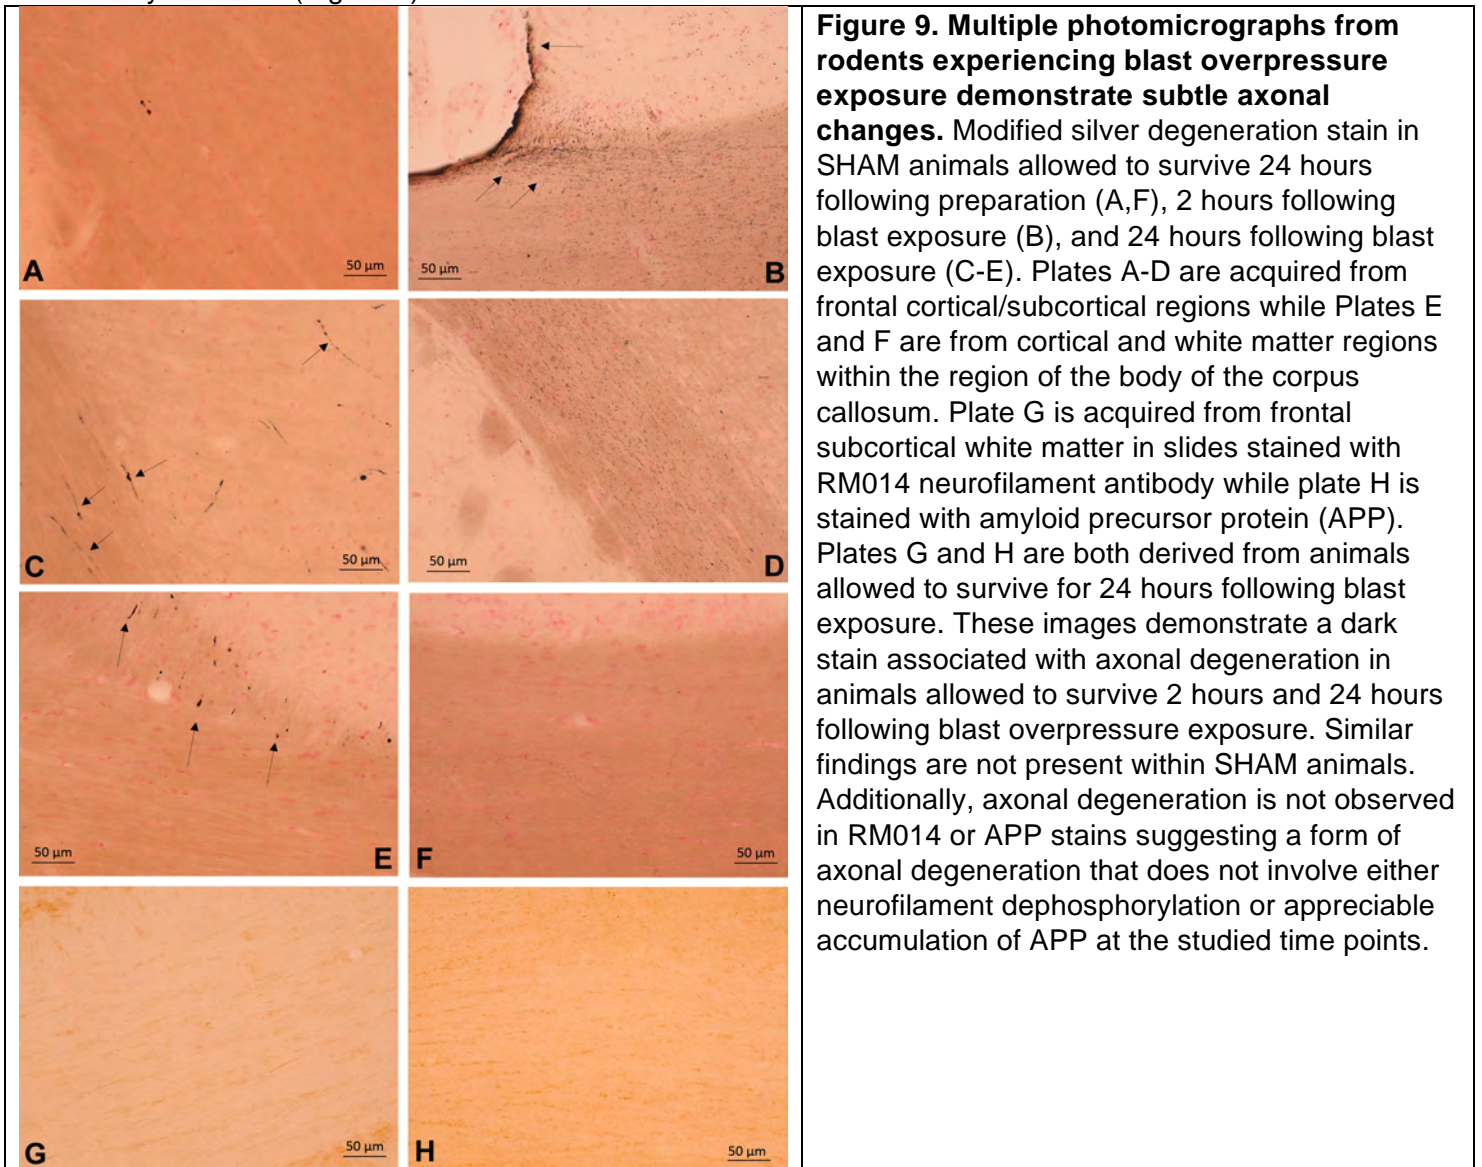 50 µm
A
50 µm
B
50 µm
C
50 µm
D
50 µm
E
F
50 µm
50 µm
G
H
50 µm
Figure 9. Multiple photomicrographs from
rodents experiencing blast overpressure
exposure demonstrate subtle axonal
changes. Modified silver degeneration stain in
SHAM animals allowed to survive 24 hours
following preparation (A,F), 2 hours following
blast exposure (B), and 24 hours following blast
exposure (C-E). Plates A-D are acquired from
frontal cortical/subcortical regions while Plates E
and F are from cortical and white matter regions
within the region of the body of the corpus
callosum. Plate G is acquired from frontal
subcortical white matter in slides stained with
RM014 neurofilament antibody while plate H is
stained with amyloid precursor protein (APP).
Plates G and H are both derived from animals
allowed to survive for 24 hours following blast
exposure. These images demonstrate a dark
stain associated with axonal degeneration in
animals allowed to survive 2 hours and 24 hours
following blast overpressure exposure. Similar
findings are not present within SHAM animals.
Additionally, axonal degeneration is not observed
in RM014 or APP stains suggesting a form of
axonal degeneration that does not involve either
neurofilament dephosphorylation or appreciable
accumulation of APP at the studied time points.